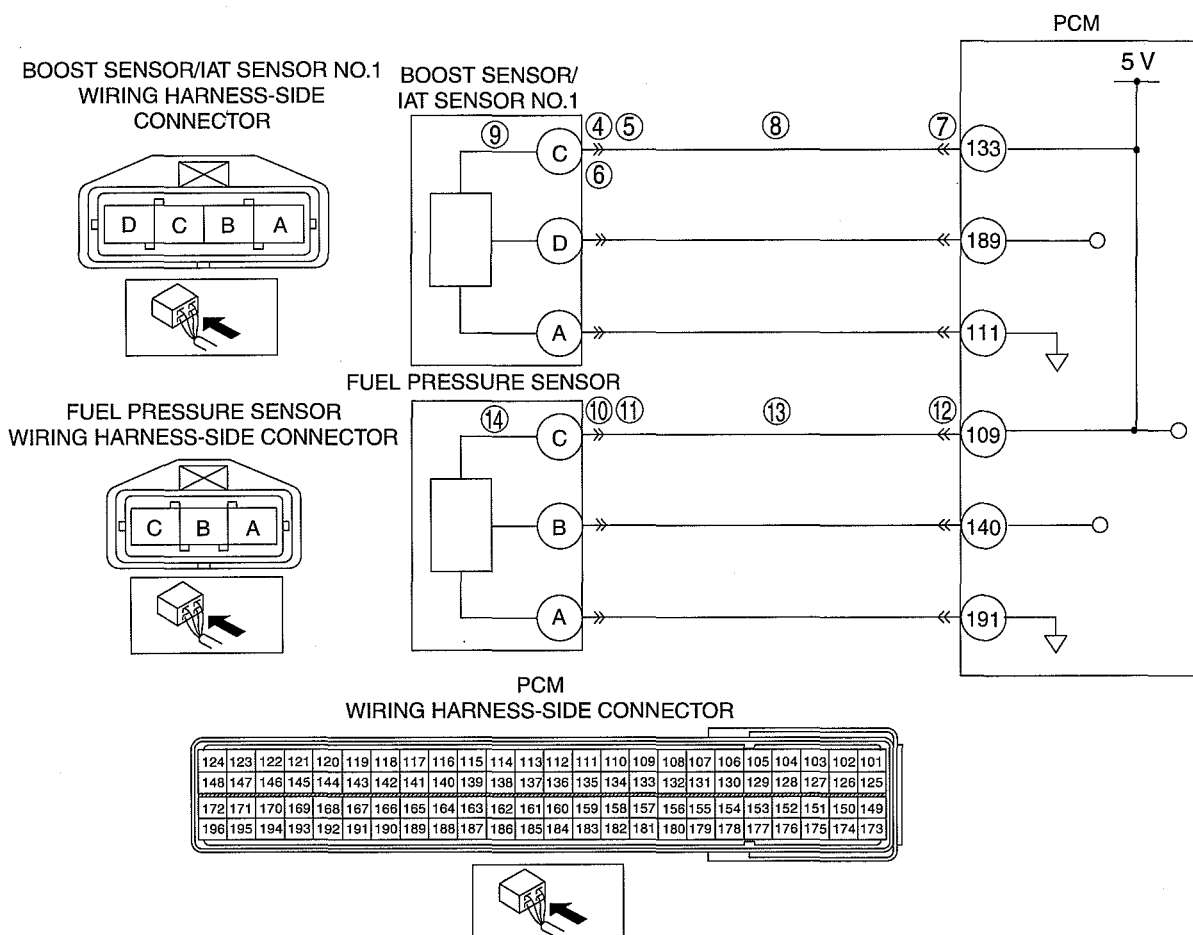 PCM
5 V
BOOST SENSOR/IAT SENSOR NO.1
WIRING HARNESS-SIDE
CONNECTOR
D C B A
BOOST SENSOR/
IAT SENSOR NO.1
⑨ C ④ ⑤ ⑧ ⑦ 133
⑥
D 189
A 111
FUEL PRESSURE SENSOR
WIRING HARNESS-SIDE CONNECTOR
C B A
FUEL PRESSURE SENSOR
⑭ C ⑩ ⑪ ⑬ ⑫ 109
B 140
A 191
PCM
WIRING HARNESS-SIDE CONNECTOR
124 123 122 121 120 119 118 117 116 115 114 113 112 111 110 109 108 107 106 105 104 103 102 101
148 147 146 145 144 143 142 141 140 139 138 137 136 135 134 133 132 131 130 129 128 127 126 125
172 171 170 169 168 167 166 165 164 163 162 161 160 159 158 157 156 155 154 153 152 151 150 149
196 195 194 193 192 191 190 189 188 187 186 185 184 183 182 181 180 179 178 177 176 175 174 173